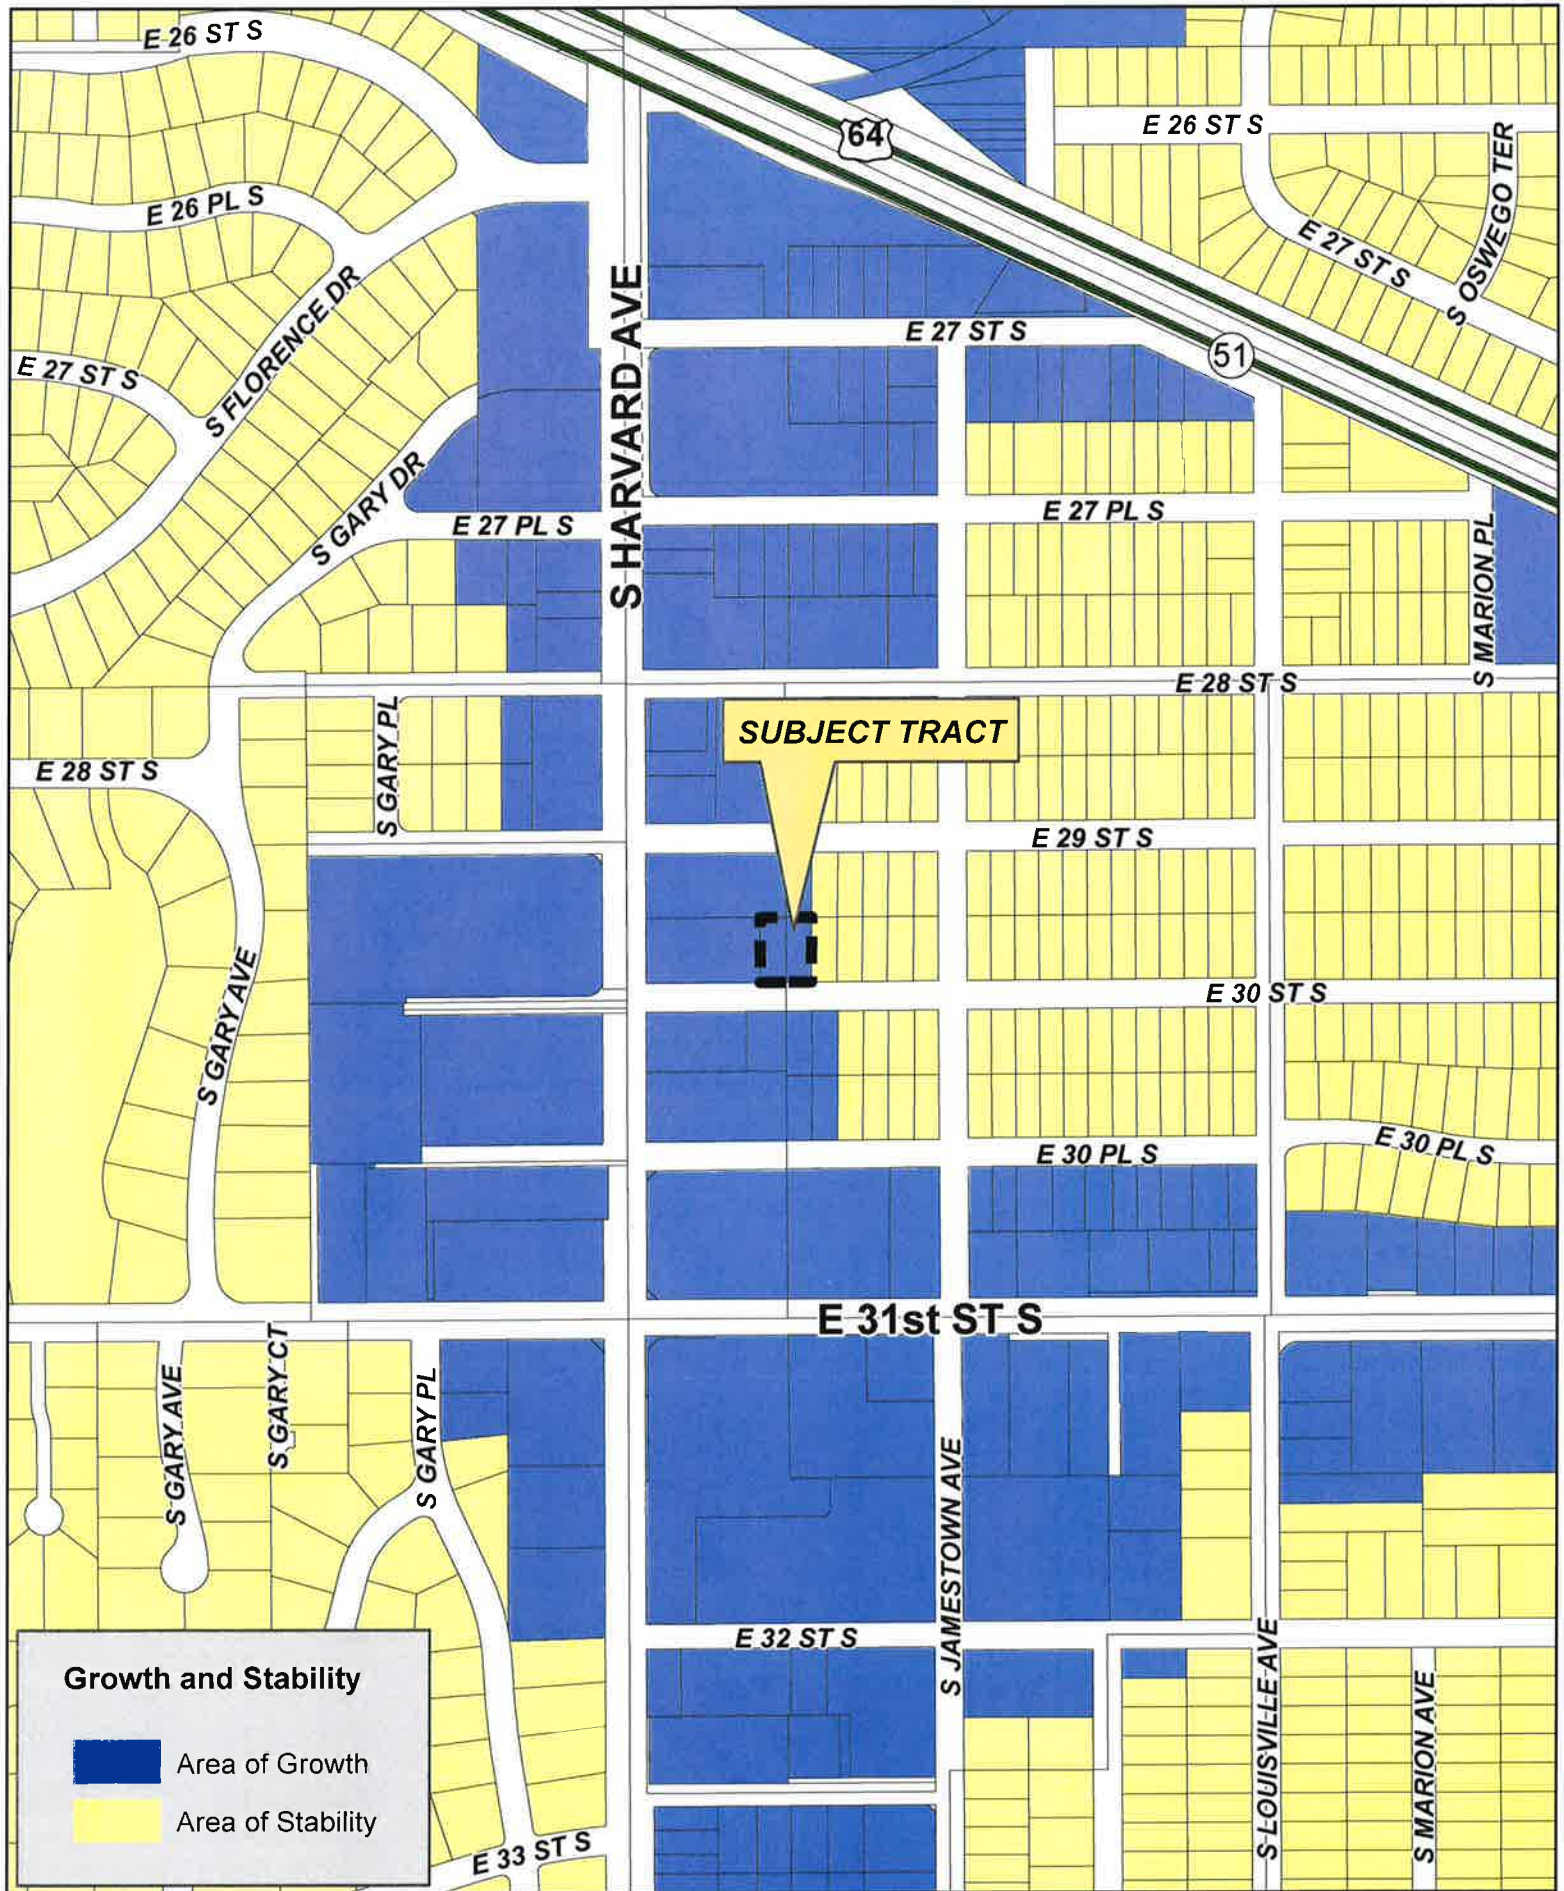 E 26 ST S
64
E 26 ST S
S OSWEGO TER
E 26 PL S
E 27 ST S
S FLORENCE DR
S HARVARD AVE
E 27 ST S
51
E 27 ST S
S GARY DR
E 27 PL S
E 27 PL S
S MARION PL
E 28 ST S
S GARY PL
SUBJECT TRACT
E 28 ST S
E 29 ST S
S GARY AVE
E 30 ST S
E 30 PL S
E 30 PL S
E 31st ST S
S GARY AVE
S GARY CT
S GARY PL
S JAMESTOWN AVE
E 32 ST S
S LOUISVILLE AVE
S MARION AVE
Growth and Stability
Area of Growth
Area of Stability
E 33 ST S